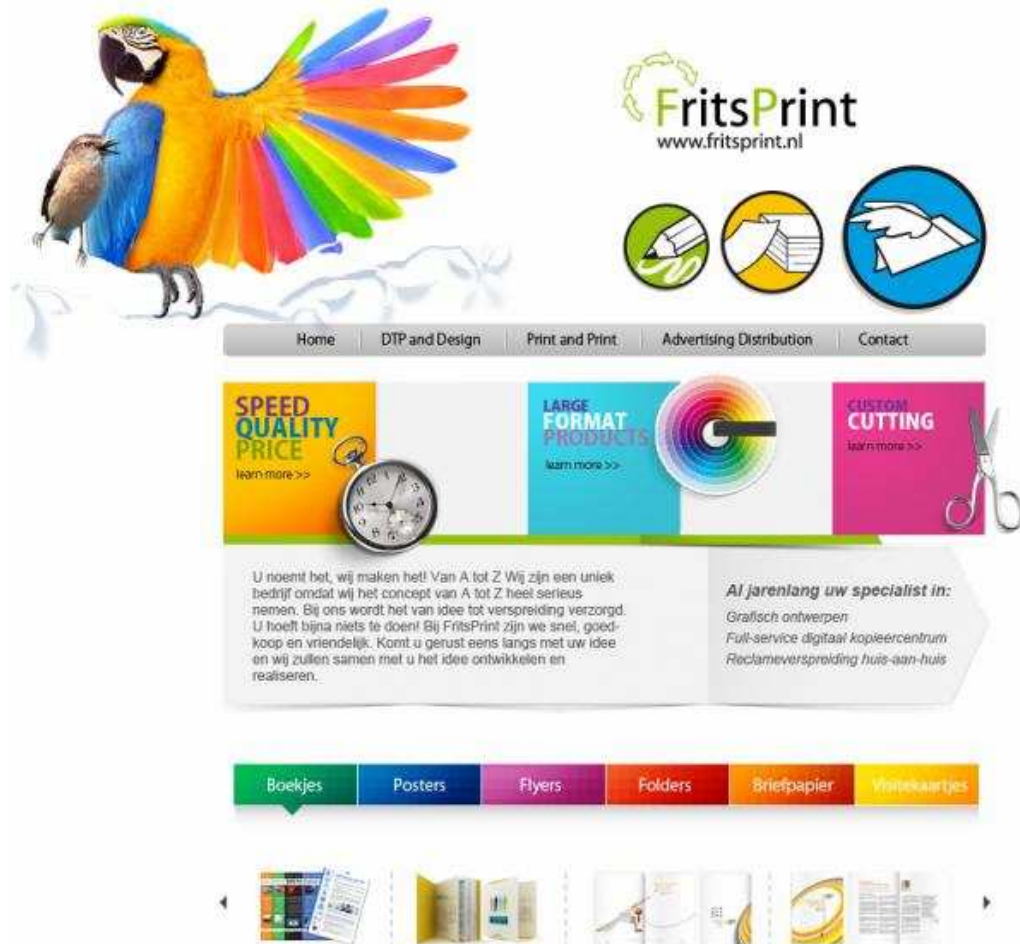 FritsPrint
www.fritsprint.nl
Home
DTP and Design
Print and Print
Advertising Distribution
Contact
SPEED
QUALITY
PRICE
learn more >>
LARGE
FORMAT
PRODUCTS
learn more >>
CUSTOM
CUTTING
learn more >>
U noemt het, wij maken het! Van A tot Z Wij zijn een uniek
bedrijf omdat wij het concept van A tot Z heel serieus
nemen. Bij ons wordt het van idee tot verspreiding verzorgd.
U hoeft bijna niets te doen! Bij FritsPrint zijn we snel, goed-
koop en vriendelijk. Komt u gerust eens langs met uw idee
en wij zullen samen met u het idee ontwikkelen en
realiseren.
Al jarenlang uw specialist in:
Grafisch ontwerpen
Full-service digitaal kopieercentrum
Reclameverspreiding huis-aan-huis
Boekjes
Posters
Flyers
Folders
Briefpapier
Visitekaartjes